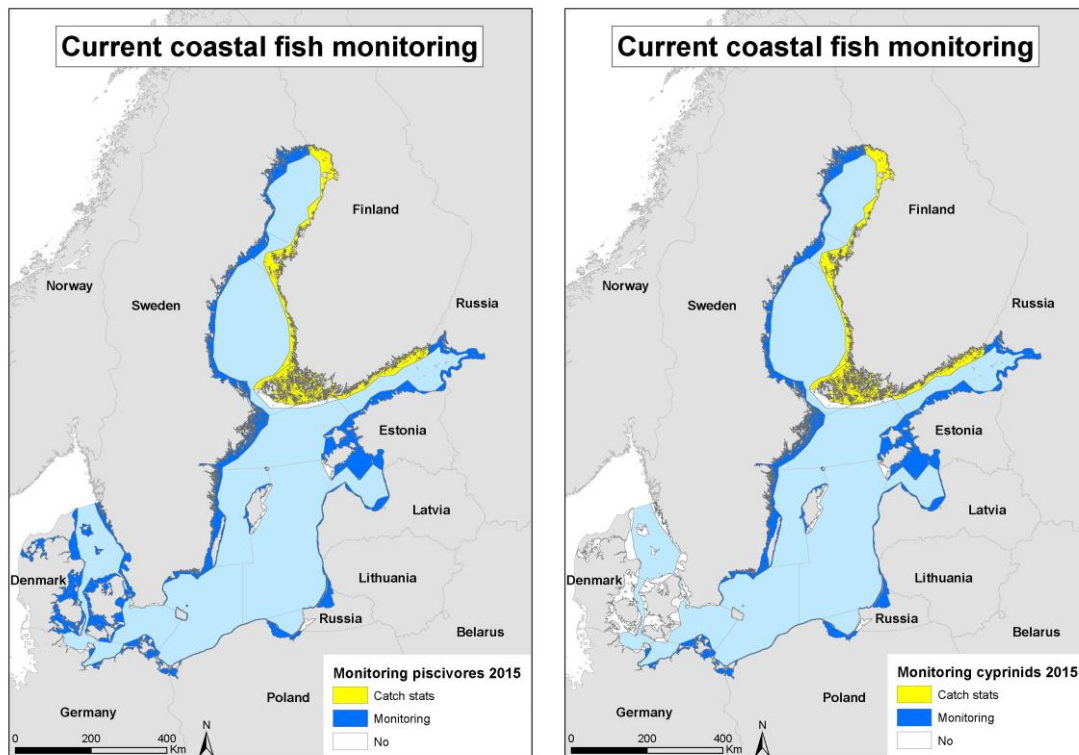 Current coastal fish monitoring
Finland
Norway
Sweden
Russia
Estonia
Latvia
Denmark
Lithuania
Russia
Belarus
Poland
Germany
Monitoring piscivores 2015
Catch stats
Monitoring
No
0 200 400
Km
N
Current coastal fish monitoring
Finland
Norway
Sweden
Russia
Estonia
Latvia
Denmark
Lithuania
Russia
Belarus
Poland
Germany
Monitoring cyprinids 2015
Catch stats
Monitoring
No
0 200 400
Km
N